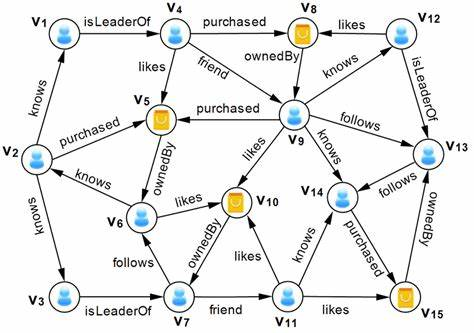 V1 isLeaderOf V4 purchased V8 likes V12
knows likes friend ownedBy knows isLeaderOf
V5 purchased V9 follows
V2 purchased ownedBy likes knows V13
knows knows V14 follows
V6 likes V10 ownedBy
knows follows ownedBy likes knows purchased
V3 isLeaderOf V7 friend V11 likes V15